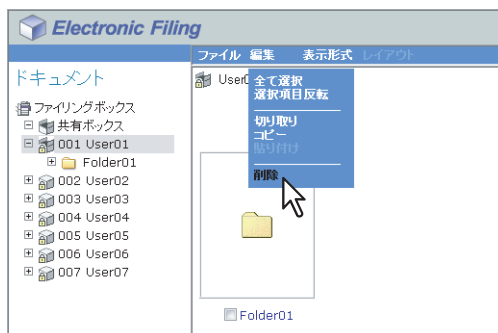 Electronic Filing
ファイル 編集 表示形式 レイアウト
ドキュメント
ファイリングボックス
共有ボックス
001 User01
Folder01
002 User02
003 User03
004 User04
005 User05
006 User06
007 User07
全て選択
選択項目反転
切り取り
コピー
貼り付け
削除
Folder01